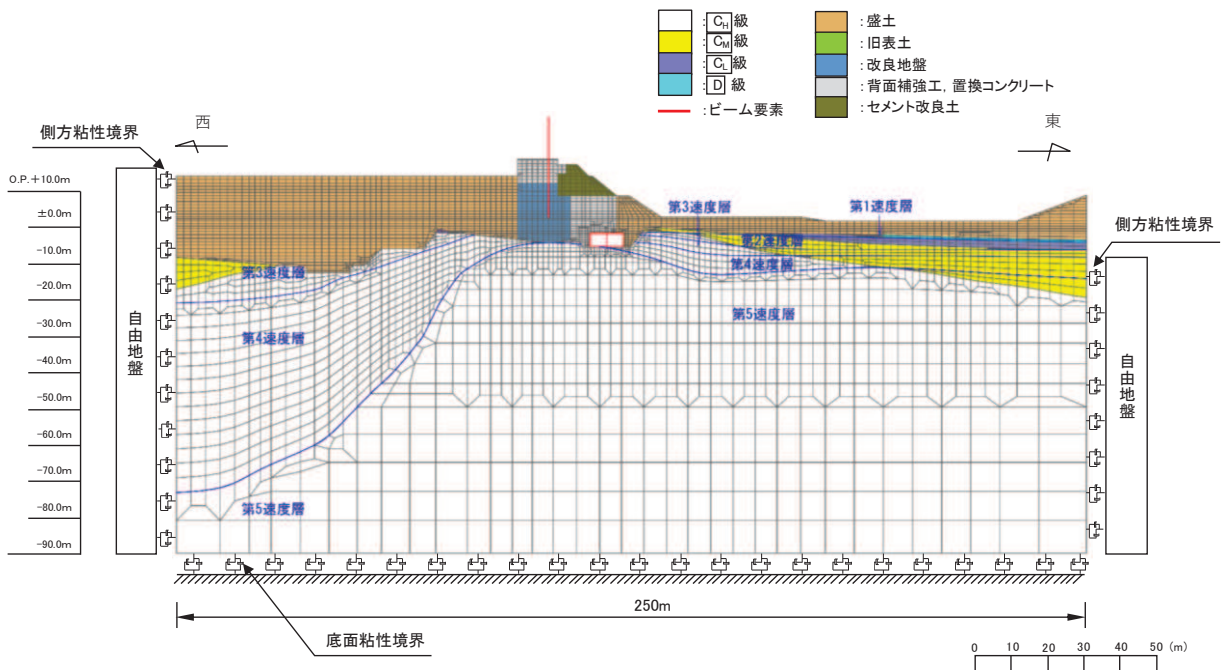 C_H 級
C_M 級
C_L 級
D 級
:ビーム要素
:盛土
:旧表土
:改良地盤
:背面補強工，置換コンクリート
:セメント改良土
西
東
側方粘性境界
側方粘性境界
O.P.+10.0m
±0.0m
-10.0m
-20.0m
-30.0m
-40.0m
-50.0m
-60.0m
-70.0m
-80.0m
-90.0m
自由地盤
自由地盤
第3速度層
第1速度層
第2速度層
第4速度層
第5速度層
第3速度層
第4速度層
第5速度層
250m
底面粘性境界
0 10 20 30 40 50 (m)